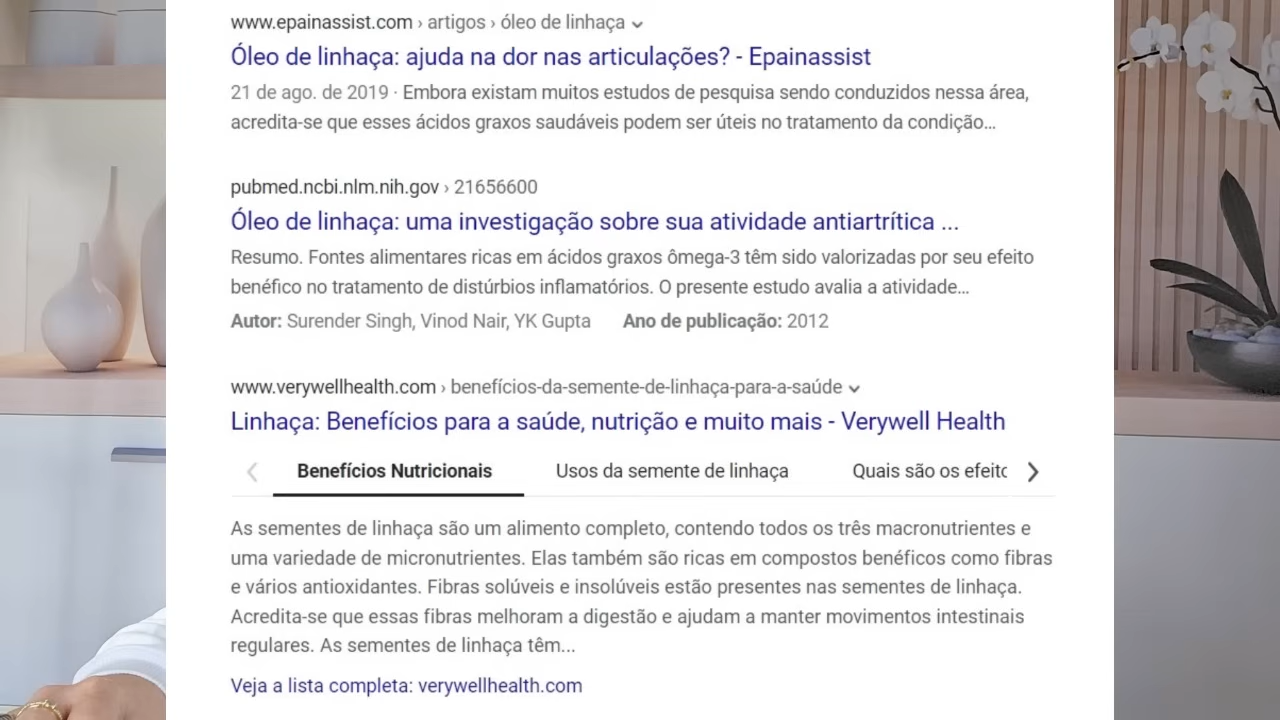 www.epainassist.com › artigos › óleo de linhaça
Óleo de linhaça: ajuda na dor nas articulações? - Epainassist
21 de ago. de 2019 · Embora existam muitos estudos de pesquisa sendo conduzidos nessa área,
acredita-se que esses ácidos graxos saudáveis podem ser úteis no tratamento da condição…
pubmed.ncbi.nlm.nih.gov › 21656600
Óleo de linhaça: uma investigação sobre sua atividade antiartrítica ...
Resumo. Fontes alimentares ricas em ácidos graxos ômega-3 têm sido valorizadas por seu efeito
benéfico no tratamento de distúrbios inflamatórios. O presente estudo avalia a atividade…
Autor: Surender Singh, Vinod Nair, YK Gupta Ano de publicação: 2012
www.verywellhealth.com › benefícios-da-semente-de-linhaça-para-a-saúde
Linhaça: Benefícios para a saúde, nutrição e muito mais - Verywell Health
Benefícios Nutricionais Usos da semente de linhaça Quais são os efeito
As sementes de linhaça são um alimento completo, contendo todos os três macronutrientes e
uma variedade de micronutrientes. Elas também são ricas em compostos benéficos como fibras
e vários antioxidantes. Fibras solúveis e insolúveis estão presentes nas sementes de linhaça.
Acredita-se que essas fibras melhoram a digestão e ajudam a manter movimentos intestinais
regulares. As sementes de linhaça têm...
Veja a lista completa: verywellhealth.com